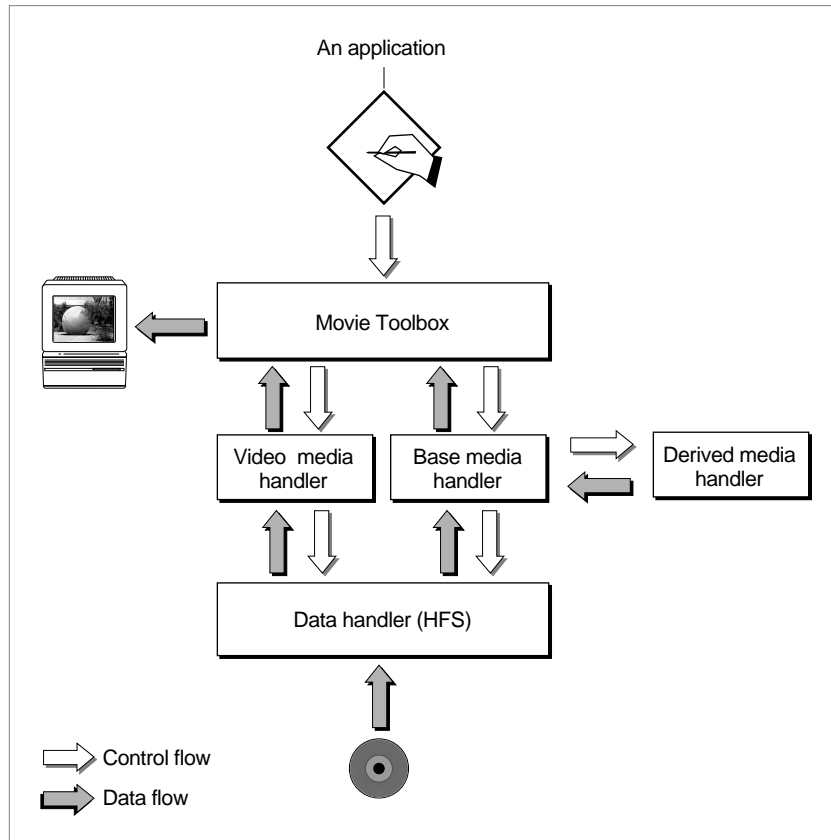 An application
Movie Toolbox
Video media
handler
Base media
handler
Derived media
handler
Data handler (HFS)
Control flow
Data flow